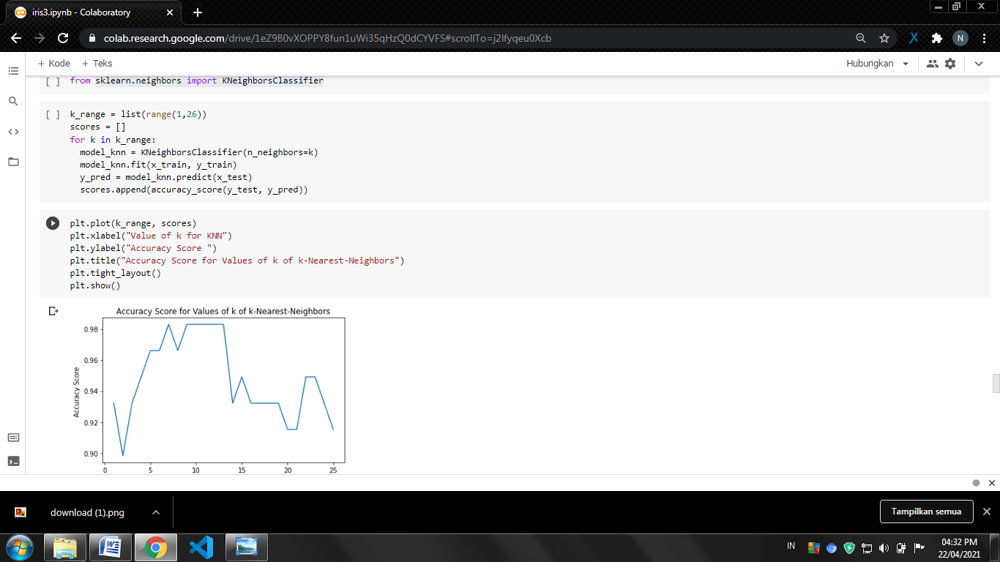 iris3.ipynb - Colaboratory
colab.research.google.com/drive/1eZ9B0vXOPPY8fun1uWi35qHzQ0dCYVFS#scrollTo=j2lfyqeu0Xcb
N
+ Kode + Teks
Hubungkan
[ ] from sklearn.neighbors import KNeighborsClassifier
[ ] k_range = list(range(1,26))
scores = []
for k in k_range:
model_knn = KNeighborsClassifier(n_neighbors=k)
model_knn.fit(x_train, y_train)
y_pred = model_knn.predict(x_test)
scores.append(accuracy_score(y_test, y_pred))
plt.plot(k_range, scores)
plt.xlabel("Value of k for KNN")
plt.ylabel("Accuracy Score ")
plt.title("Accuracy Score for Values of k of k-Nearest-Neighbors")
plt.tight_layout()
plt.show()
Accuracy Score for Values of k of k-Nearest-Neighbors
Accuracy Score
0.98
0.96
0.94
0.92
0.90
0 5 10 15 20 25
download (1).png
Tampilkan semua
IN
04:32 PM
22/04/2021